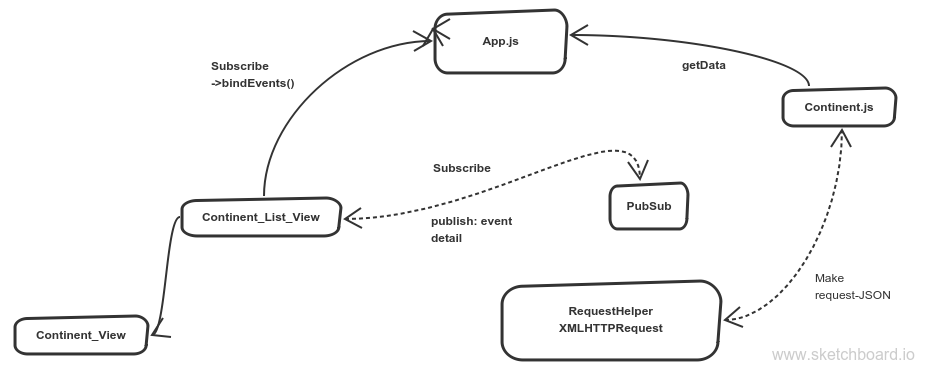 App.js
Subscribe
->bindEvents()
getData
Continent.js
Subscribe
PubSub
Continent_List_View
publish: event
detail
Make
request-JSON
RequestHelper
XMLHTTPRequest
Continent_View
www.sketchboard.io